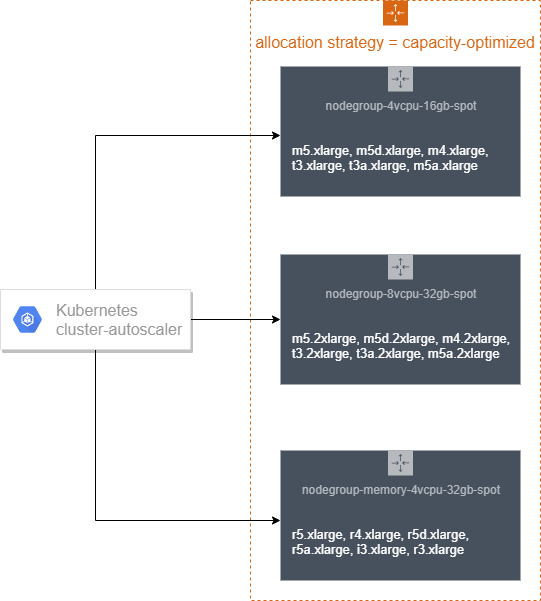 allocation strategy = capacity-optimized
nodegroup-4vcpu-16gb-spot
m5.xlarge, m5d.xlarge, m4.xlarge,
t3.xlarge, t3a.xlarge, m5a.xlarge
Kubernetes
cluster-autoscaler
nodegroup-8vcpu-32gb-spot
m5.2xlarge, m5d.2xlarge, m4.2xlarge,
t3.2xlarge, t3a.2xlarge, m5a.2xlarge
nodegroup-memory-4vcpu-32gb-spot
r5.xlarge, r4.xlarge, r5d.xlarge,
r5a.xlarge, i3.xlarge, r3.xlarge